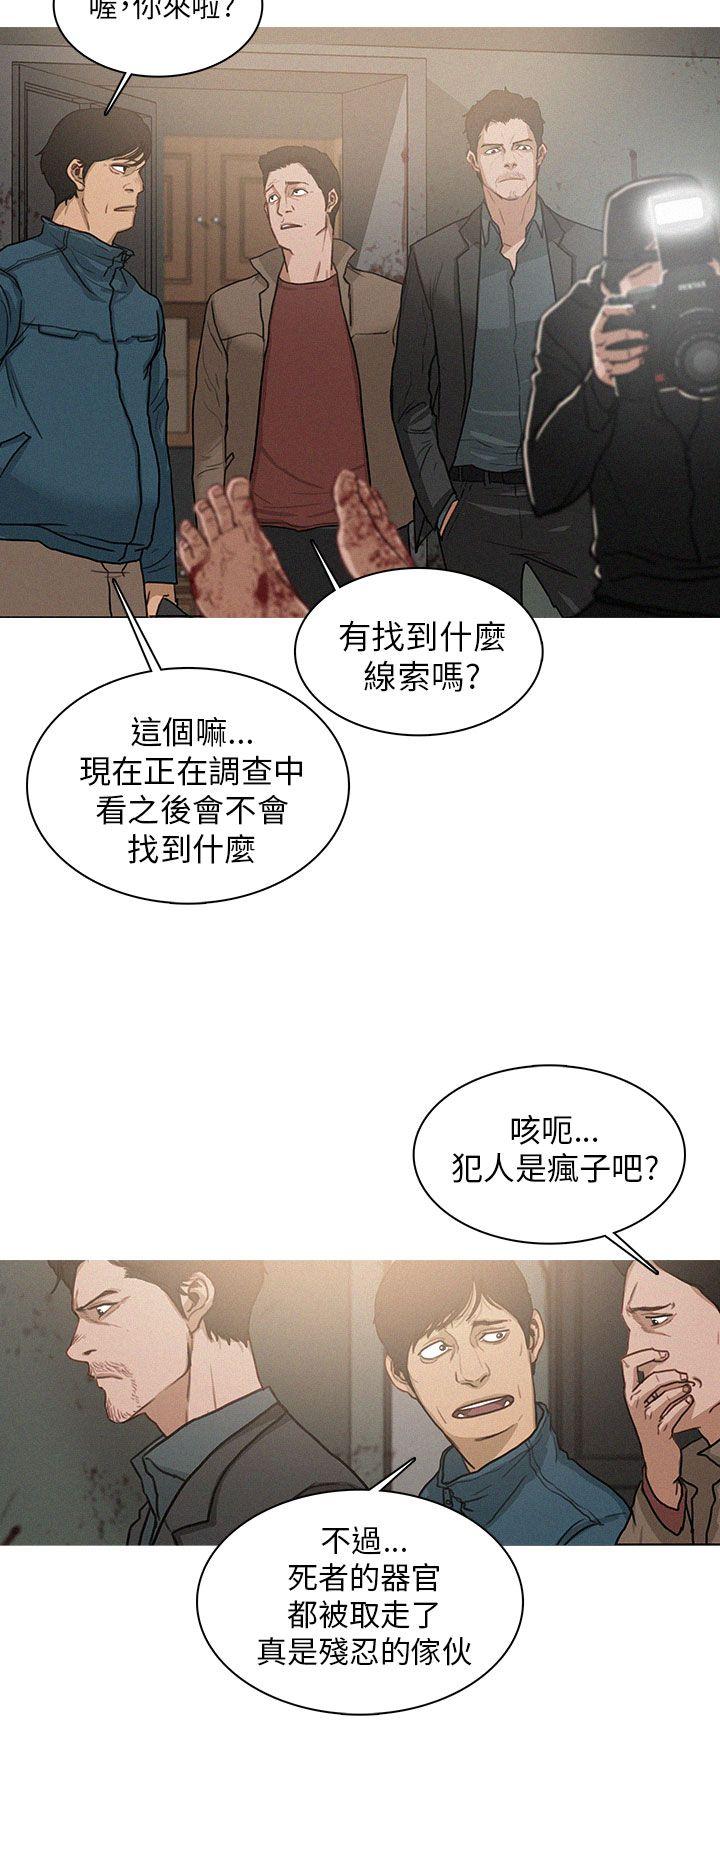 喔,你來啦?
PENTAX
有找到什麼
線索嗎?
這個嘛...
現在正在調查中
看之後會不會
找到什麼
咳呃...
犯人是瘋子吧?
不過...
死者的器官
都被取走了
真是殘忍的傢伙